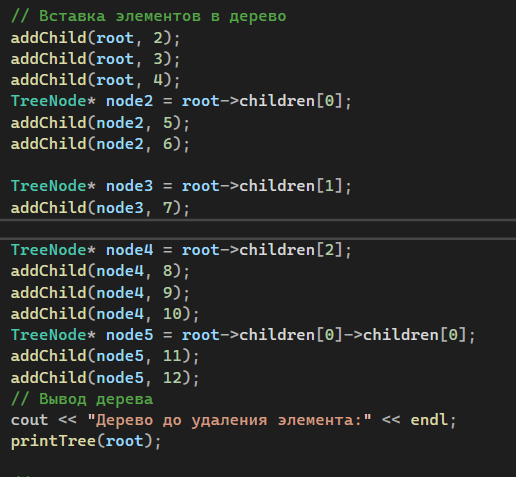 // Вставка элементов в дерево
addChild(root, 2);
addChild(root, 3);
addChild(root, 4);
TreeNode* node2 = root->children[0];
addChild(node2, 5);
addChild(node2, 6);
TreeNode* node3 = root->children[1];
addChild(node3, 7);
TreeNode* node4 = root->children[2];
addChild(node4, 8);
addChild(node4, 9);
addChild(node4, 10);
TreeNode* node5 = root->children[0]->children[0];
addChild(node5, 11);
addChild(node5, 12);
// Вывод дерева
cout << "Дерево до удаления элемента:" << endl;
printTree(root);